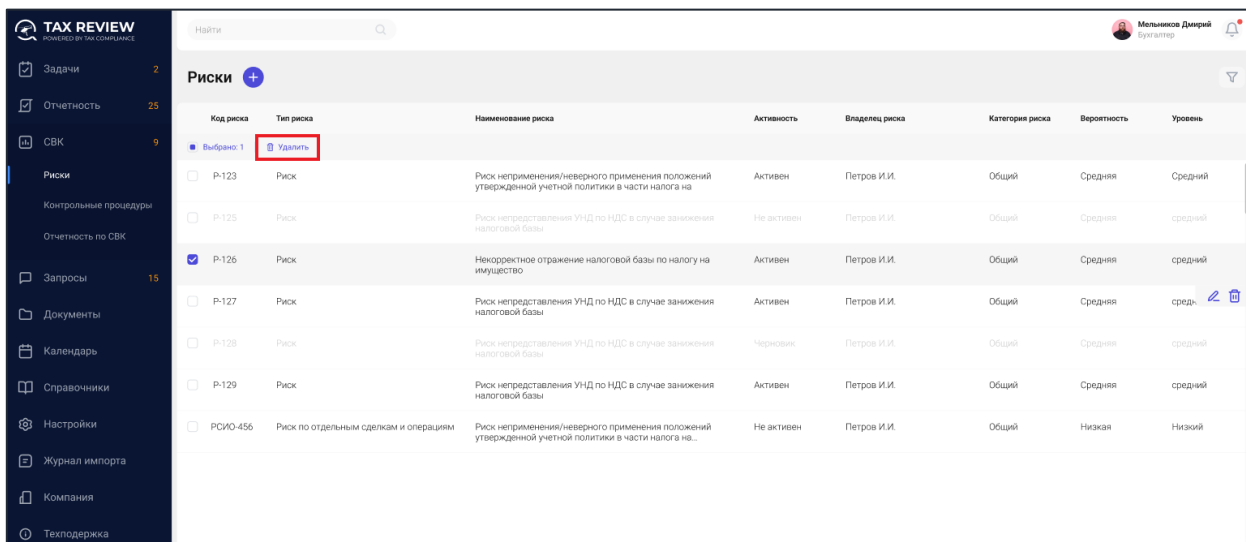 TAX REVIEW
POWERED BY TAX COMPLIANCE
Найти
Мельников Дмирий
Бухгалтер
Задачи 2
Отчетность 25
СВК 9
Риски
Контрольные процедуры
Отчетность по СВК
Запросы 15
Документы
Календарь
Справочники
Настройки
Журнал импорта
Компания
Техподержка
Риски
Код риска Тип риска Наименование риска Активность Владелец риска Категория риска Вероятность Уровень
Выбрано: 1 Удалить
Р-123 Риск Риск неприменения/неверного применения положений Активен Петров И.И. Общий Средняя Средний
утвержденной учетной политики в части налога на
Р-125 Риск Риск непредставления УНД по НДС в случае занижения Не активен Петров И.И. Общий Средняя средний
налоговой базы
Р-126 Риск Некорректное отражение налоговой базы по налогу на Активен Петров И.И. Общий Средняя средний
имущество
Р-127 Риск Риск непредставления УНД по НДС в случае занижения Активен Петров И.И. Общий Средняя средн
налоговой базы
Р-128 Риск Риск непредставления УНД по НДС в случае занижения Черновик Петров И.И. Общий Средняя средний
налоговой базы
Р-129 Риск Риск непредставления УНД по НДС в случае занижения Активен Петров И.И. Общий Средняя средний
налоговой базы
РСИО-456 Риск по отдельным сделкам и операциям Риск неприменения/неверного применения положений Не активен Петров И.И. Общий Низкая Низкий
утвержденной учетной политики в части налога на...